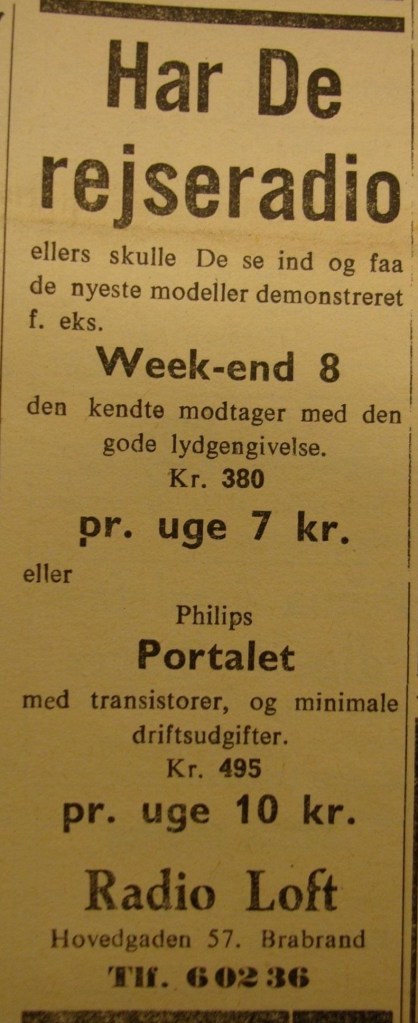 Har De
rejseradio
ellers skulle De se ind og faa
de nyeste modeller demonstreret
f. eks.
Week-end 8
den kendte modtager med den
gode lydgengivelse.
Kr. 380
pr. uge 7 kr.
eller
Philips
Portalet
med transistorer, og minimale
driftsudgifter.
Kr. 495
pr. uge 10 kr.
Radio Loft
Hovedgaden 57. Brabrand
Tlf. 60236